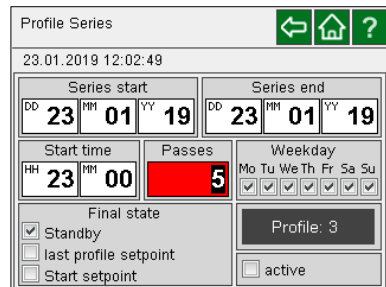 Profile Series
?
23.01.2019 12:02:49
Series start
Series end
DD 23 MM 01 YY 19
DD 23 MM 01 YY 19
Start time
Passes
Weekday
HH 23 MM 00
5
Mo Tu We Th Fr Sa Su
Final state
Standby
last profile setpoint
Start setpoint
Profile: 3
active